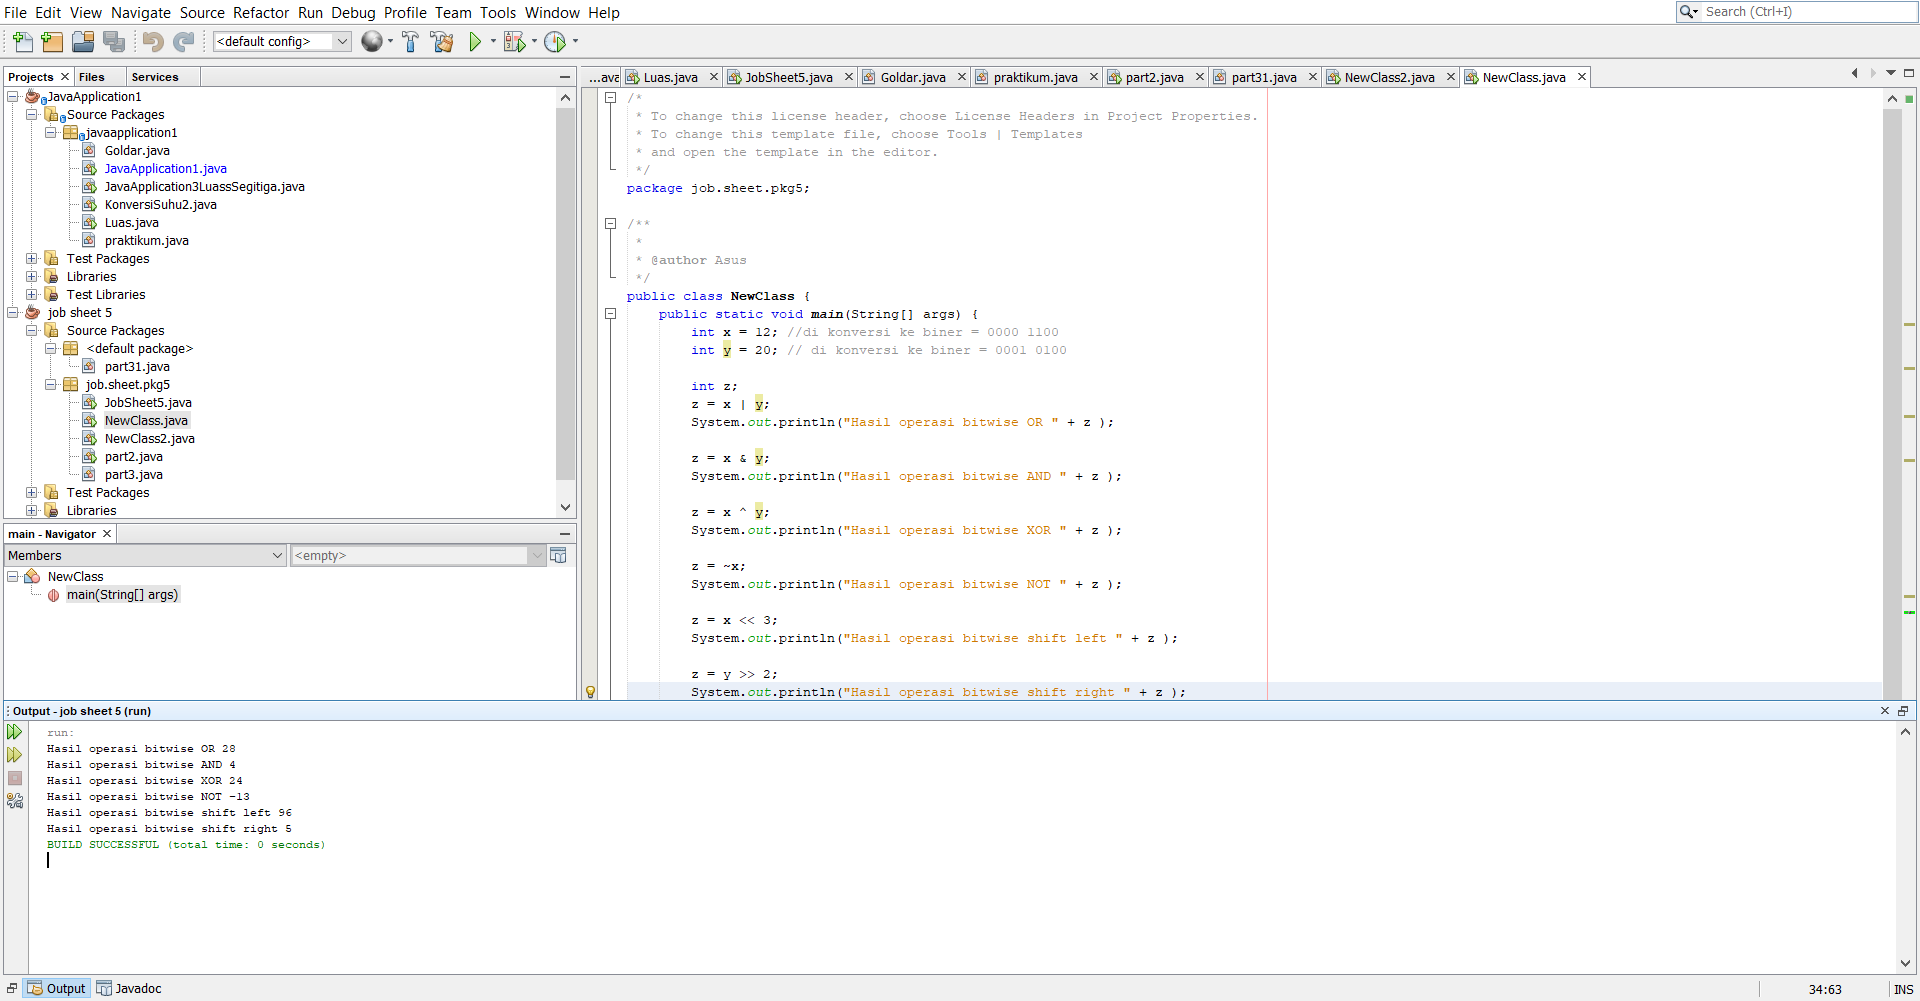 File Edit View Navigate Source Refactor Run Debug Profile Team Tools Window Help
Search (Ctrl+I)
<default config>
Projects Files Services
JavaApplication1
Source Packages
javaapplication1
Goldar.java
JavaApplication1.java
JavaApplication3LuassSegitiga.java
KonversiSuhu2.java
Luas.java
praktikum.java
Test Packages
Libraries
Test Libraries
job sheet 5
Source Packages
<default package>
part31.java
job.sheet.pkg5
JobSheet5.java
NewClass.java
NewClass2.java
part2.java
part3.java
Test Packages
Libraries
main - Navigator
Members
<empty>
NewClass
main(String[] args)
...ava Luas.java JobSheet5.java Goldar.java praktikum.java part2.java part31.java NewClass2.java NewClass.java
/*
* To change this license header, choose License Headers in Project Properties.
* To change this template file, choose Tools | Templates
* and open the template in the editor.
*/
package job.sheet.pkg5;
/**
*
* @author Asus
*/
public class NewClass {
public static void main(String[] args) {
int x = 12; //di konversi ke biner = 0000 1100
int y = 20; // di konversi ke biner = 0001 0100
int z;
z = x | y;
System.out.println("Hasil operasi bitwise OR " + z );
z = x & y;
System.out.println("Hasil operasi bitwise AND " + z );
z = x ^ y;
System.out.println("Hasil operasi bitwise XOR " + z );
z = ~x;
System.out.println("Hasil operasi bitwise NOT " + z );
z = x << 3;
System.out.println("Hasil operasi bitwise shift left " + z );
z = y >> 2;
System.out.println("Hasil operasi bitwise shift right " + z );
Output - job sheet 5 (run)
run:
Hasil operasi bitwise OR 28
Hasil operasi bitwise AND 4
Hasil operasi bitwise XOR 24
Hasil operasi bitwise NOT -13
Hasil operasi bitwise shift left 96
Hasil operasi bitwise shift right 5
BUILD SUCCESSFUL (total time: 0 seconds)
Output Javadoc
34:63 INS